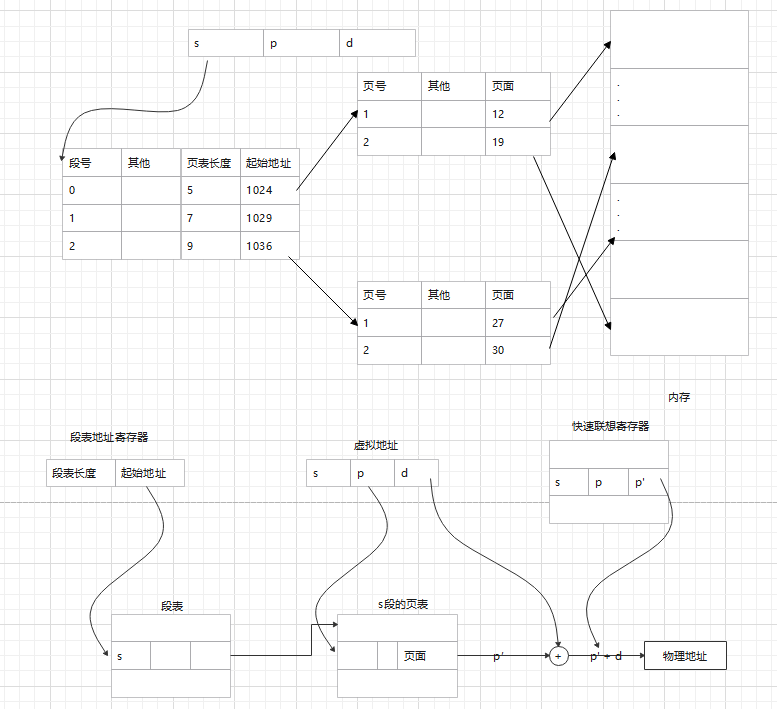 s p d
页号 其他 页面
1 12
2 19
.
.
.
段号 其他 页表长度 起始地址
0 5 1024
1 7 1029
2 9 1036
.
.
.
页号 其他 页面
1 27
2 30
内存
段表地址寄存器
虚拟地址
快速联想寄存器
段表长度 起始地址
s p d
s p p'
段表
s段的页表
s
页面
p'
+
p' + d
物理地址